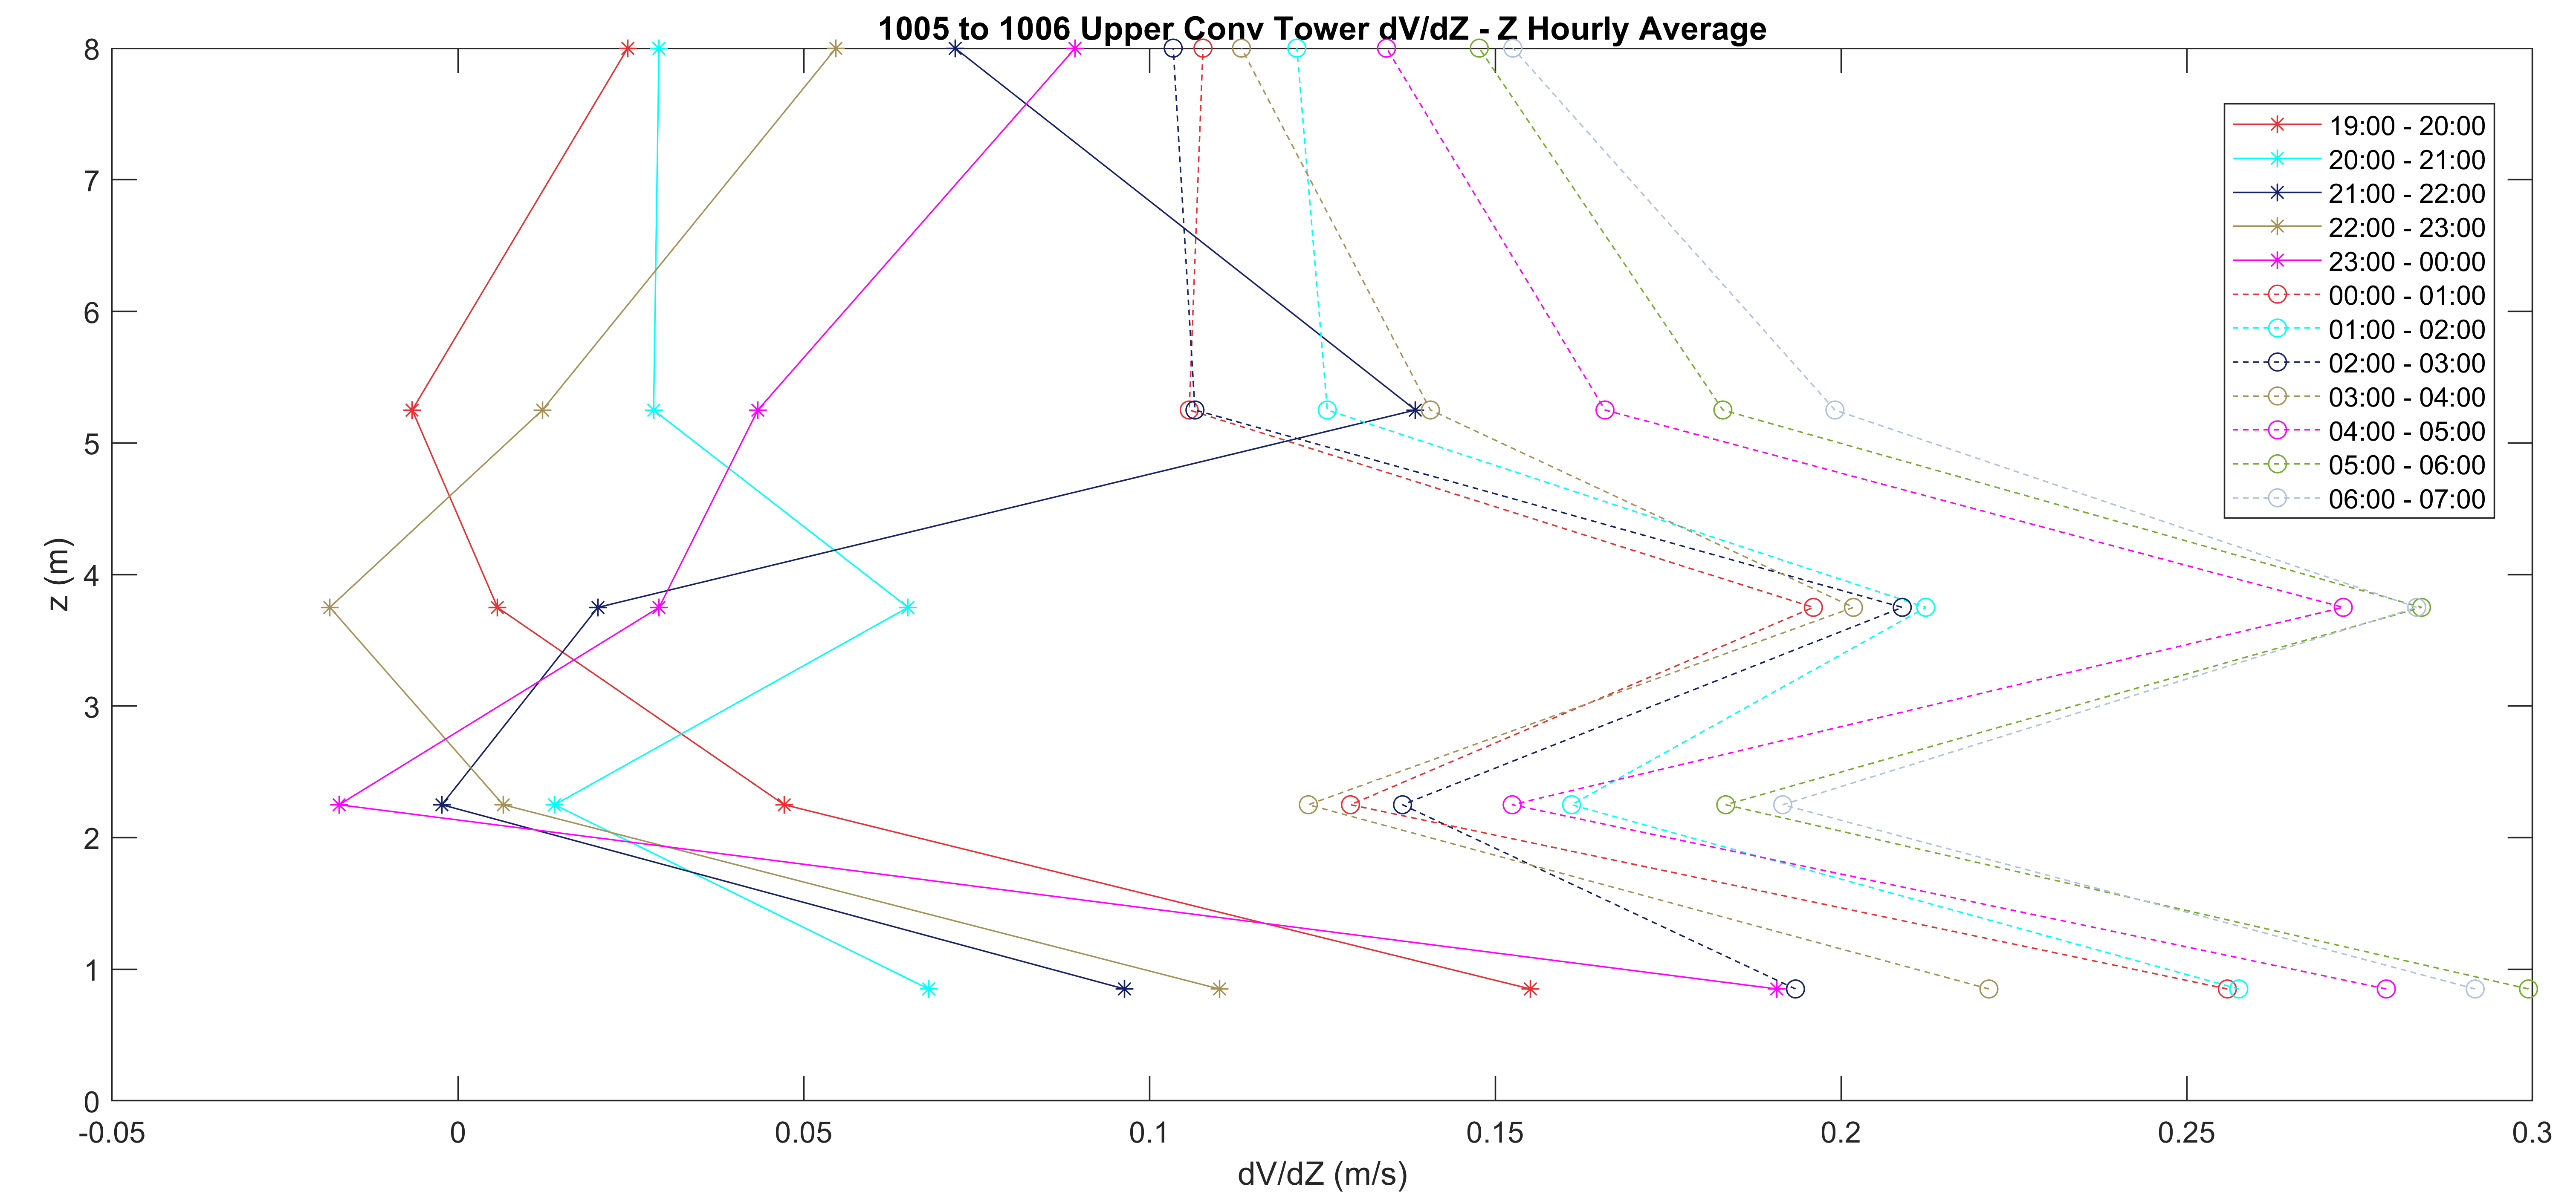 1005 to 1006 Upper Conv Tower dV/dZ - Z Hourly Average
8
7
6
5
4
3
2
1
0
z (m)
-0.05 0 0.05 0.1 0.15 0.2 0.25 0.3
dV/dZ (m/s)
19:00 - 20:00
20:00 - 21:00
21:00 - 22:00
22:00 - 23:00
23:00 - 00:00
00:00 - 01:00
01:00 - 02:00
02:00 - 03:00
03:00 - 04:00
04:00 - 05:00
05:00 - 06:00
06:00 - 07:00